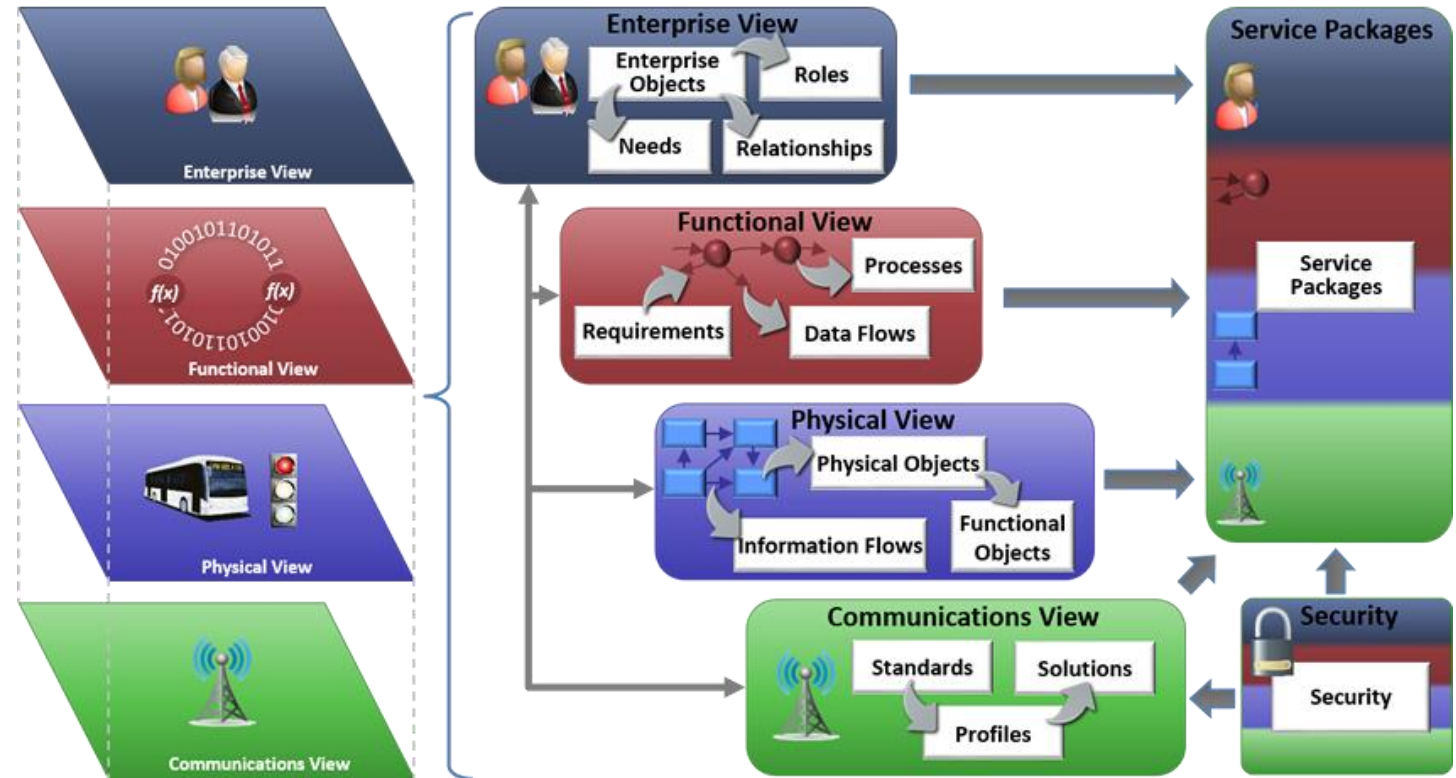 Enterprise View
0100101101011
f(x)
f(x)
Functional View
Physical View
Communications View
Enterprise View
Enterprise
Objects
Roles
Needs
Relationships
Functional View
Processes
Requirements
Data Flows
Physical View
Physical Objects
Information Flows
Functional
Objects
Communications View
Standards
Solutions
Profiles
Service Packages
Service
Packages
Security
Security